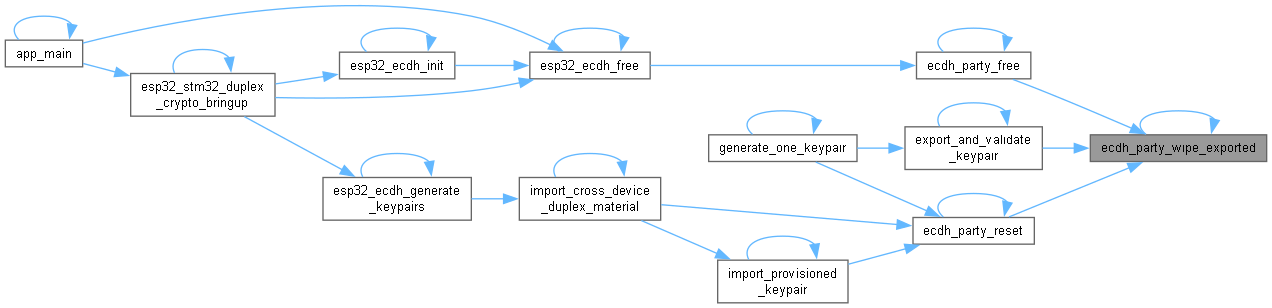 app_main
esp32_stm32_duplex
_crypto_bringup
esp32_ecdh_init
esp32_ecdh_free
ecdh_party_free
generate_one_keypair
export_and_validate
_keypair
ecdh_party_wipe_exported
esp32_ecdh_generate
_keypairs
import_cross_device
_duplex_material
ecdh_party_reset
import_provisioned
_keypair